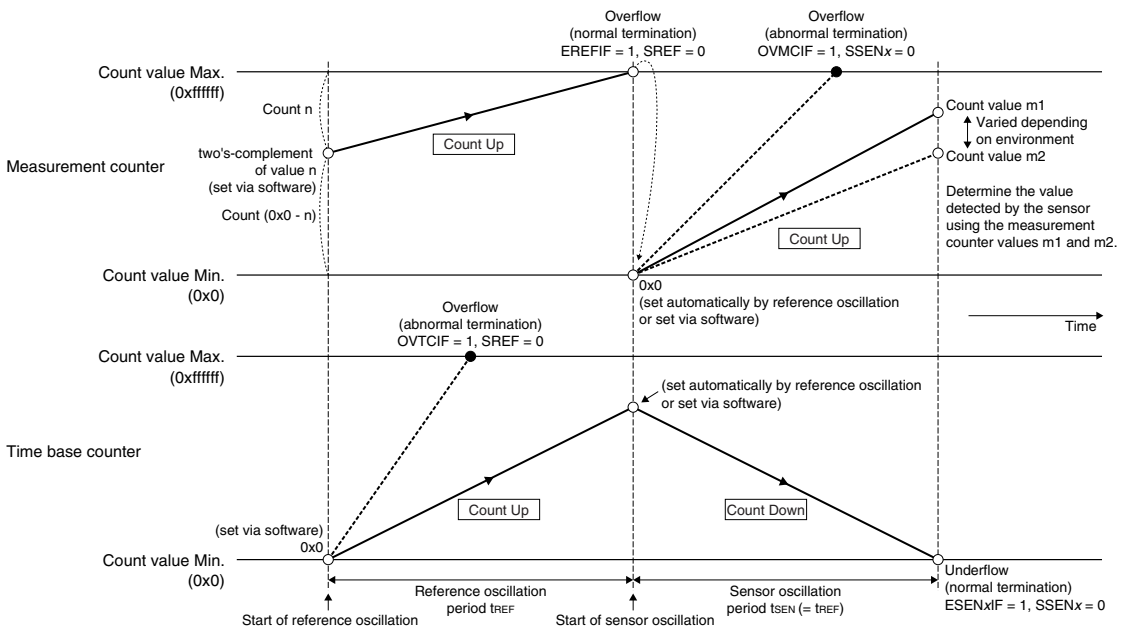 Overflow
(normal termination)
EREFIF = 1, SREF = 0
Overflow
(abnormal termination)
OVMCIF = 1, SSENx = 0
Count value Max.
(0xffffff)
Count n
Count Up
two's-complement
of value n
(set via software)
Measurement counter
Count (0x0 - n)
Count value m1
Varied depending
on environment
Count value m2
Determine the value
detected by the sensor
using the measurement
counter values m1 and m2.
Count Up
Count value Min.
(0x0)
0x0
(set automatically by reference oscillation
or set via software)
Time
Overflow
(abnormal termination)
OVTCIF = 1, SREF = 0
Count value Max.
(0xffffff)
(set automatically by reference oscillation
or set via software)
Time base counter
Count Up
Count Down
(set via software)
0x0
Count value Min.
(0x0)
Underflow
(normal termination)
ESENxIF = 1, SSENx = 0
Reference oscillation
period tREF
Sensor oscillation
period tSEN (= tREF)
Start of reference oscillation
Start of sensor oscillation